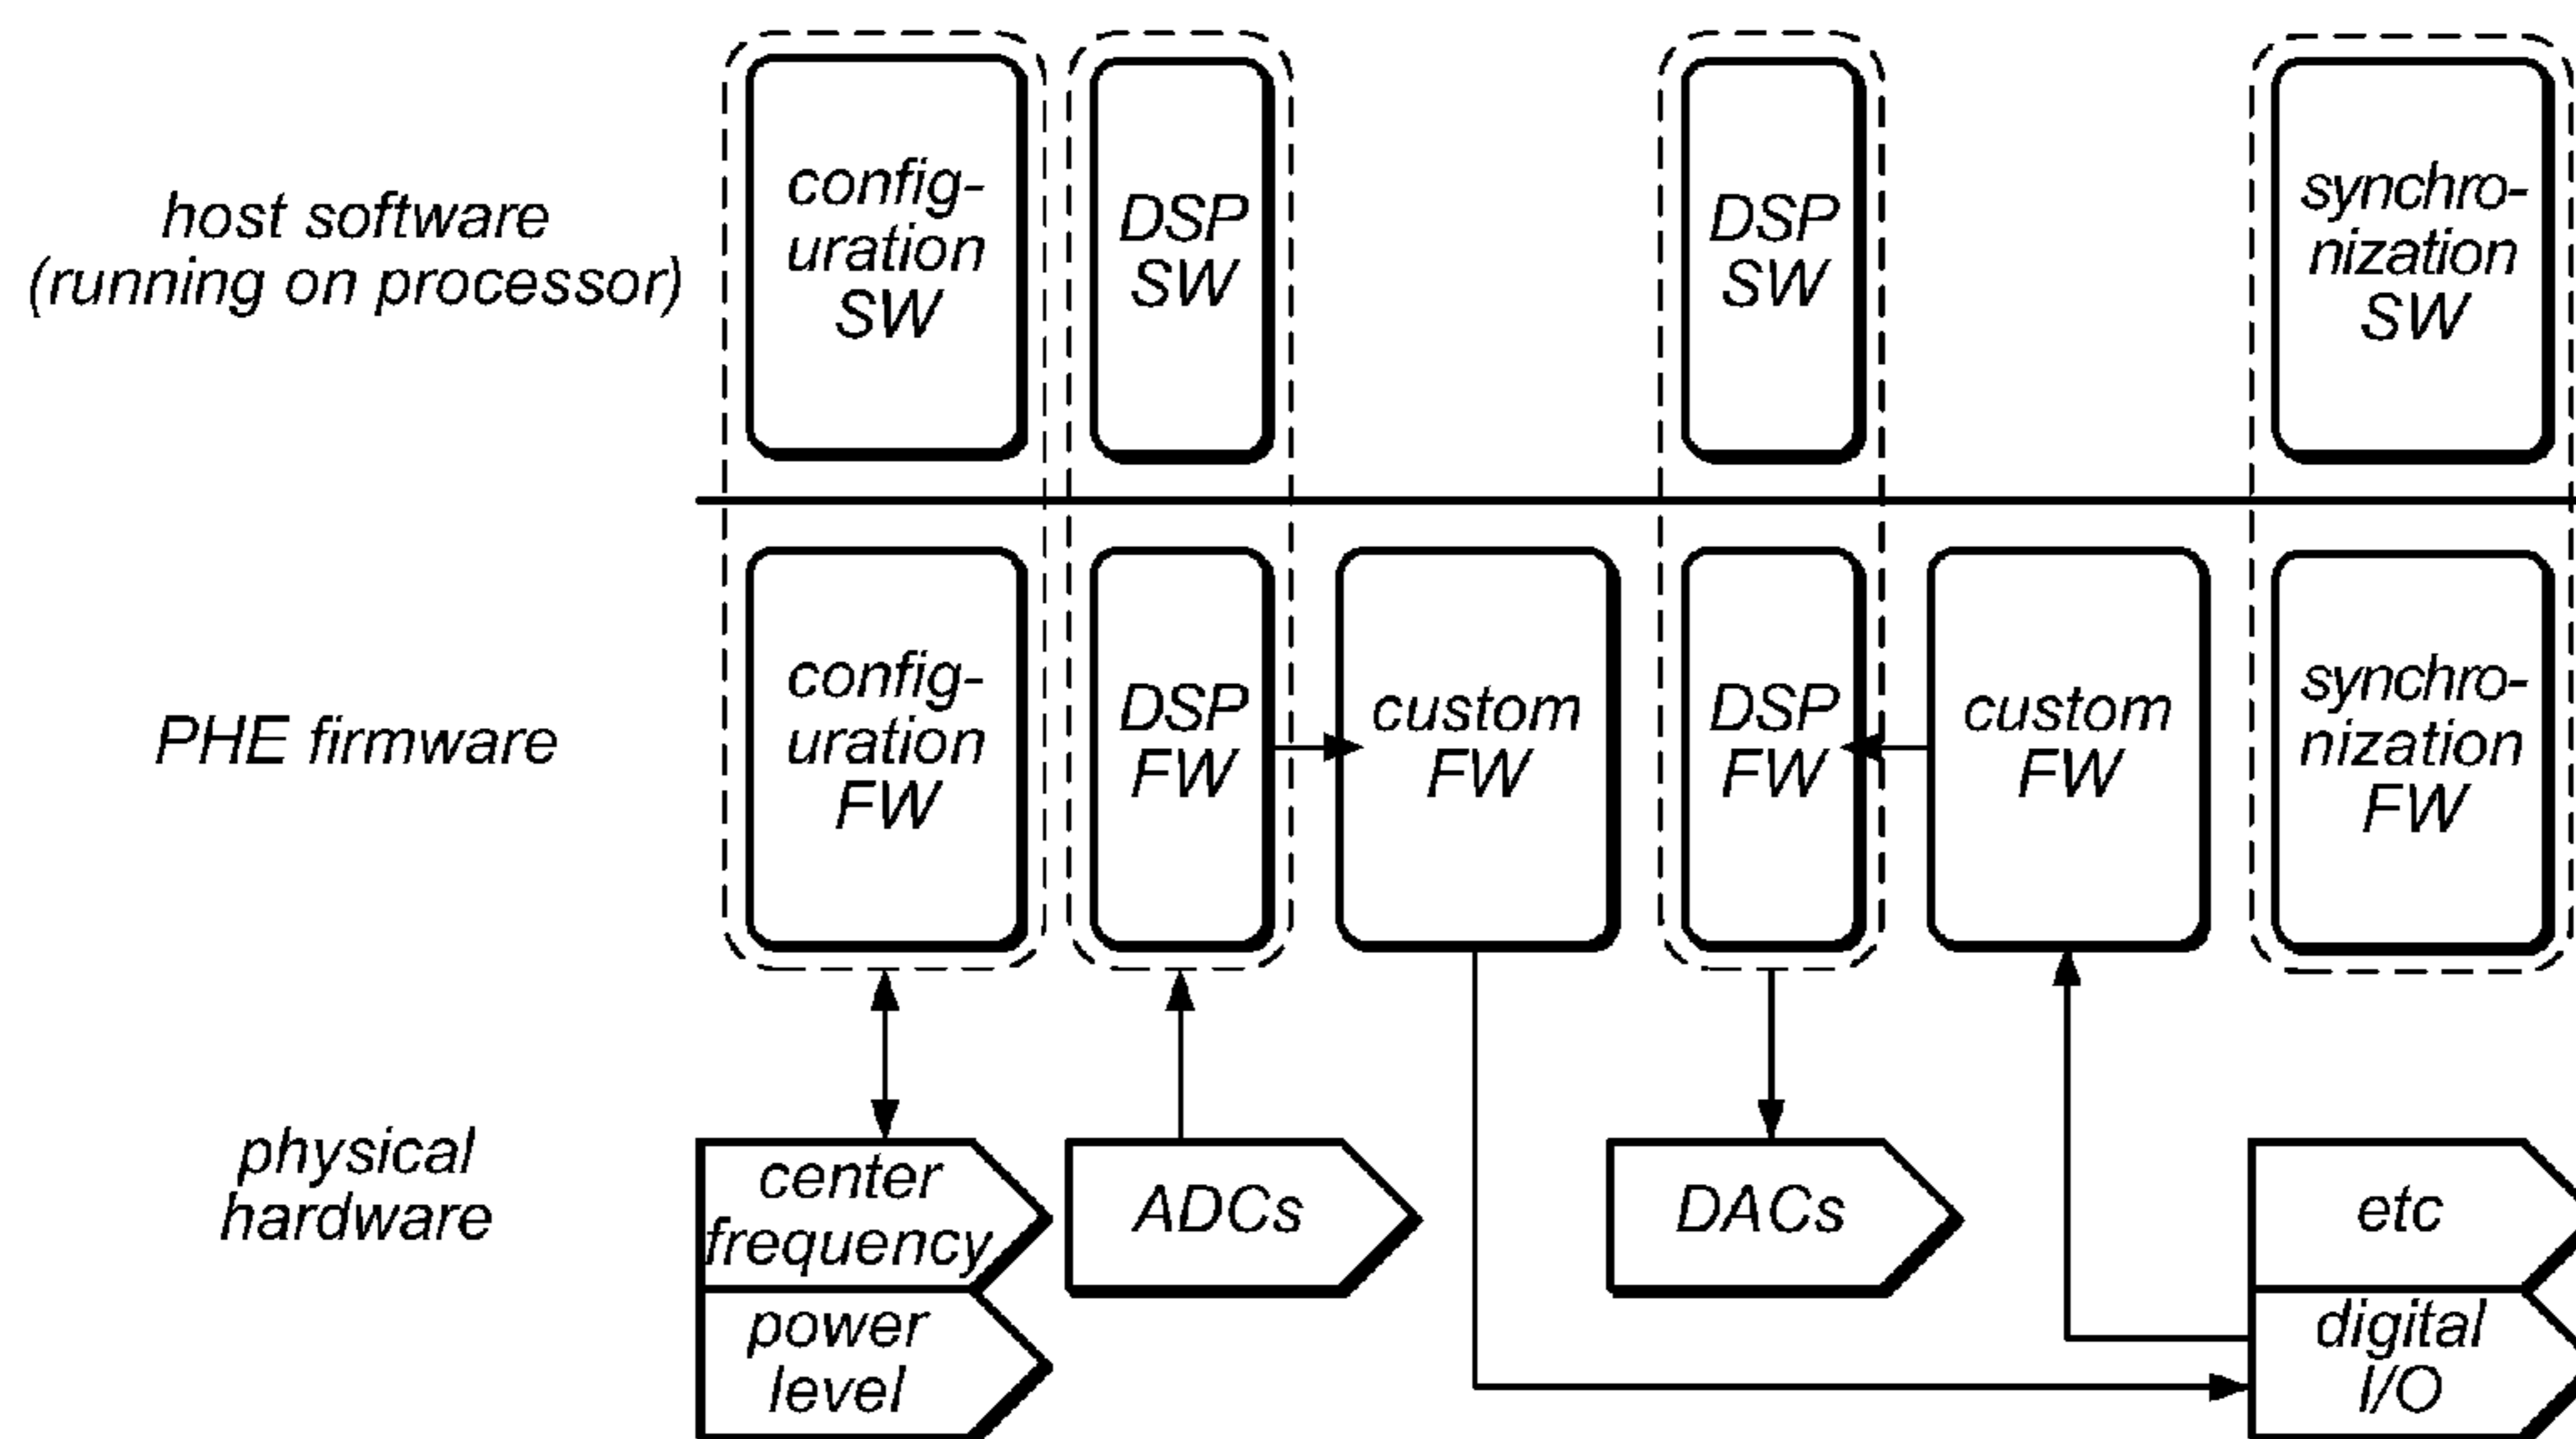 host software
(running on processor)
config-
uration
SW
DSP
SW
DSP
SW
synchro-
nization
SW
PHE firmware
config-
uration
FW
DSP
FW
custom
FW
DSP
FW
custom
FW
synchro-
nization
FW
physical
hardware
center
frequency
power
level
ADCs
DACs
etc
digital
I/O